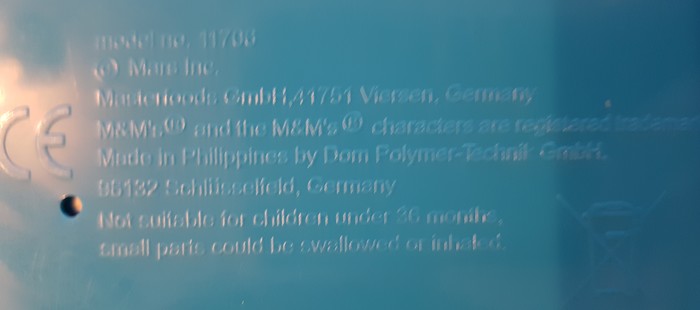 model no. 11706
© Mars Inc.
Masterfoods GmbH,41751 Viersen, Germany
M&M's® and the M&M's® characters are registered
CE
Made in Philippines by Dom Polymer-Technik GmbH.
96132 Schlüsselfeld, Germany
Not suitable for children under 36 months,
small parts could be swallowed or inhaled.